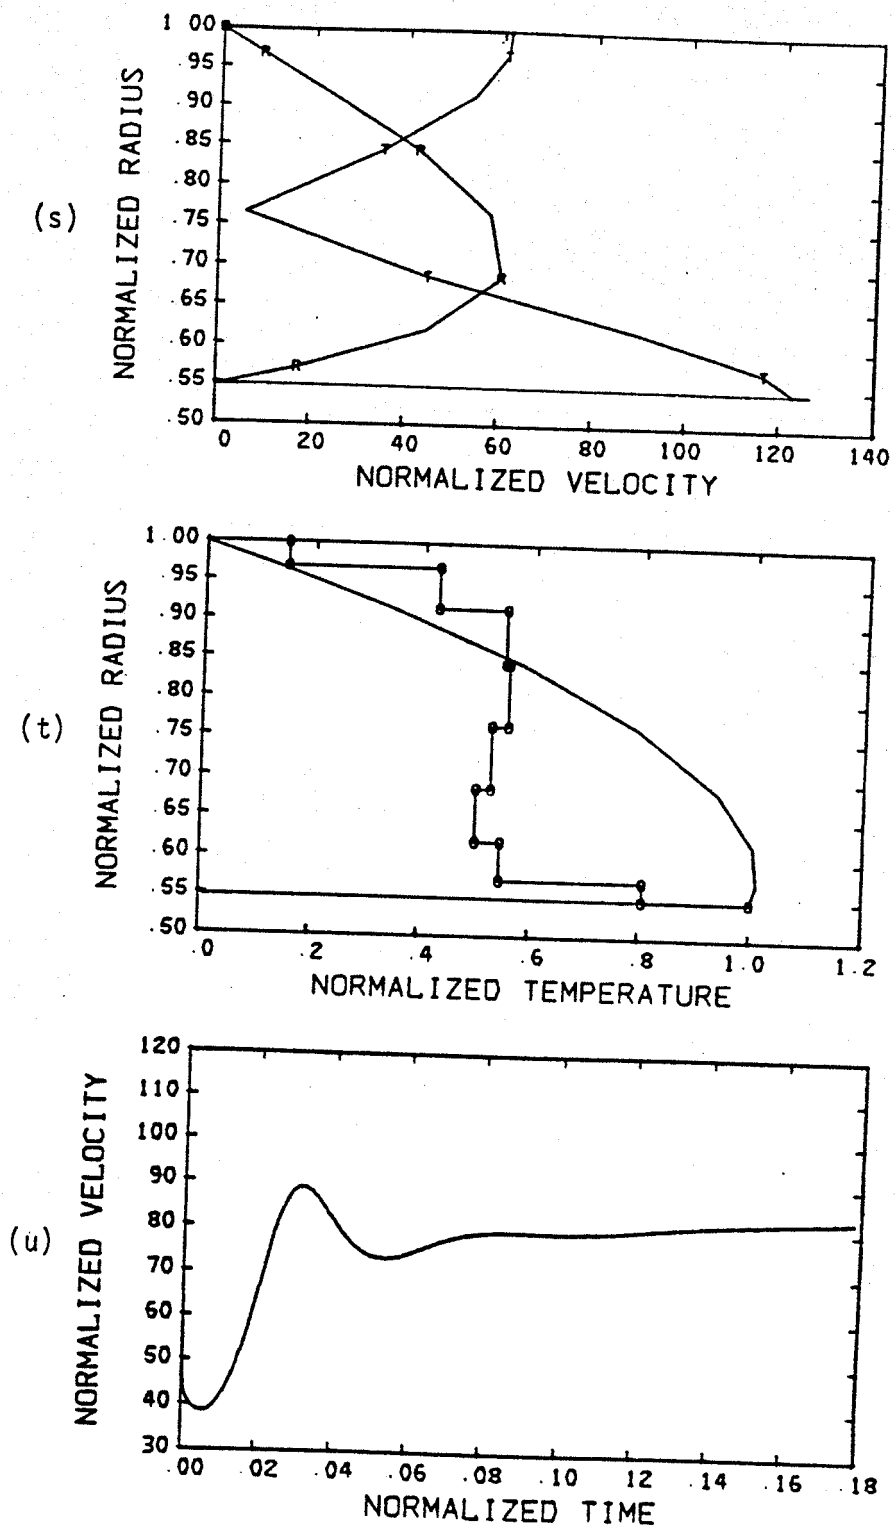 (s)
NORMALIZED RADIUS
1.00
.95
.90
.85
.80
.75
.70
.65
.60
.55
.50
R
R
T
T
R
T
R
R
T
0 20 40 60 80 100 120 140
NORMALIZED VELOCITY
(t)
NORMALIZED RADIUS
1.00
.95
.90
.85
.80
.75
.70
.65
.60
.55
.50
.0 .2 .4 .6 .8 1.0 1.2
NORMALIZED TEMPERATURE
(u)
NORMALIZED VELOCITY
120
110
100
90
80
70
60
50
40
30
.00 .02 .04 .06 .08 .10 .12 .14 .16 .18
NORMALIZED TIME